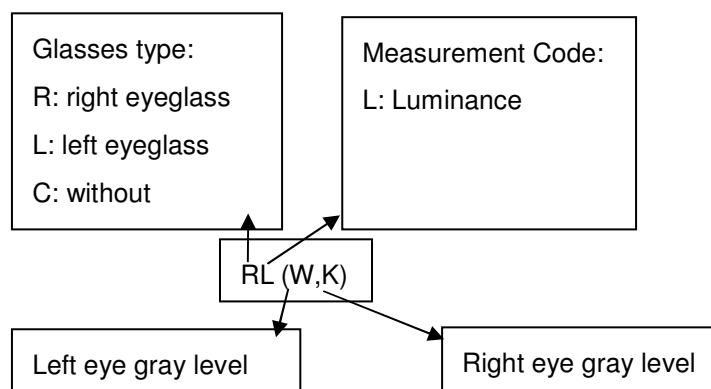 Glasses type:
R: right eyeglass
L: left eyeglass
C: without
Measurement Code:
L: Luminance
RL (W,K)
Left eye gray level
Right eye gray level